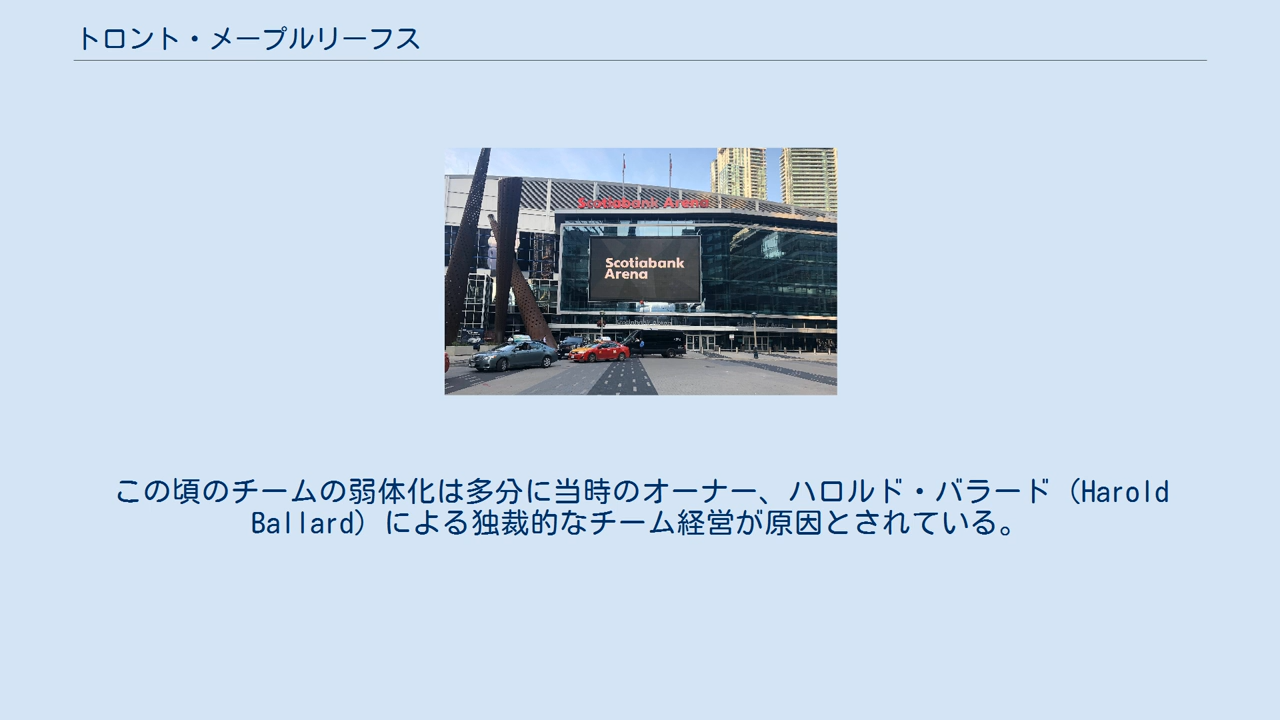 トロント・メープルリーフス
Scotiabank Arena
Scotiabank
Arena
Scotiabank Arena
この頃のチームの弱体化は多分に当時のオーナー、ハロルド・バラード（Harold
Ballard）による独裁的なチーム経営が原因とされている。